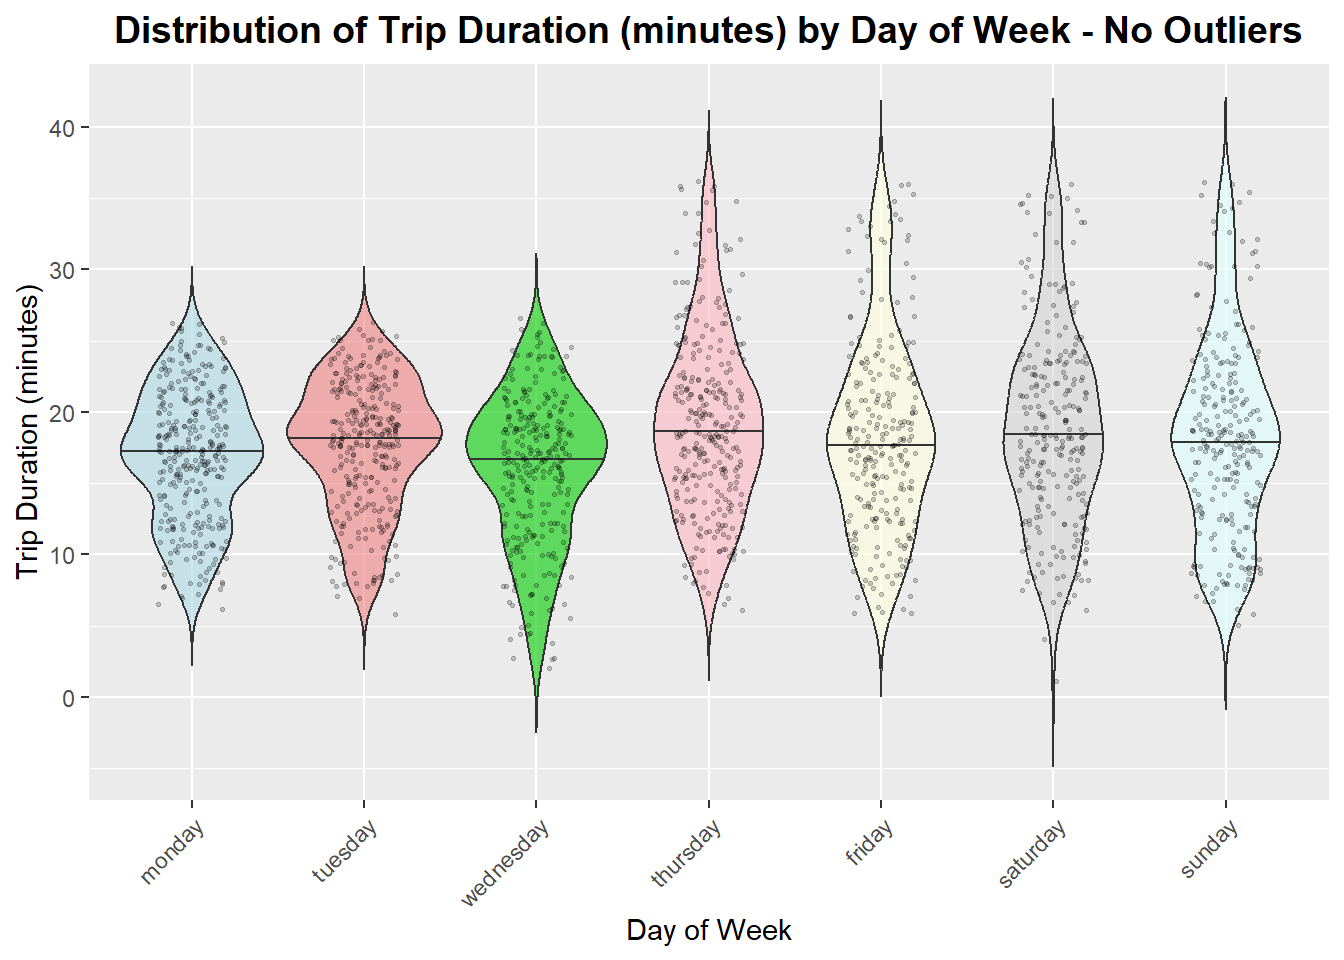 Distribution of Trip Duration (minutes) by Day of Week - No Outliers
Trip Duration (minutes)
40
30
20
10
0
monday
tuesday
wednesday
thursday
friday
saturday
sunday
Day of Week